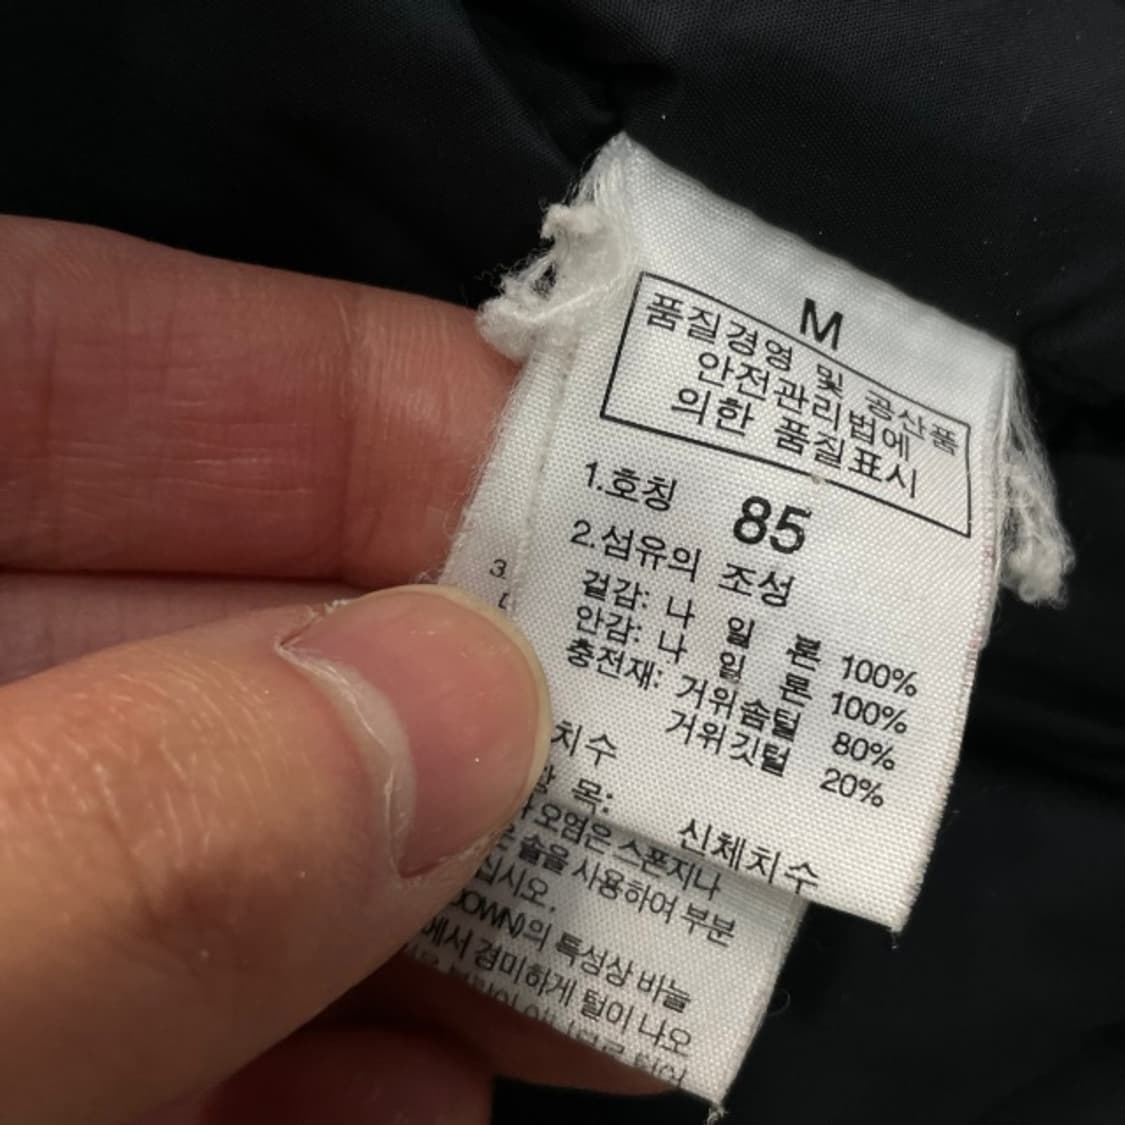 M
품질경영 및 공산품
안전관리법에
의한 품질표시
1.호칭 85
2.섬유의 조성
겉감: 나 일 론 100%
안감: 나 일 론 100%
충전재: 거위솜털 80%
거위깃털 20%
3.
치수
목:
신체치수
오염은 스폰지나
솔을 사용하여 부분
십시오.
DOWN)의 특성상 바늘
에서 경미하게 털이 나오